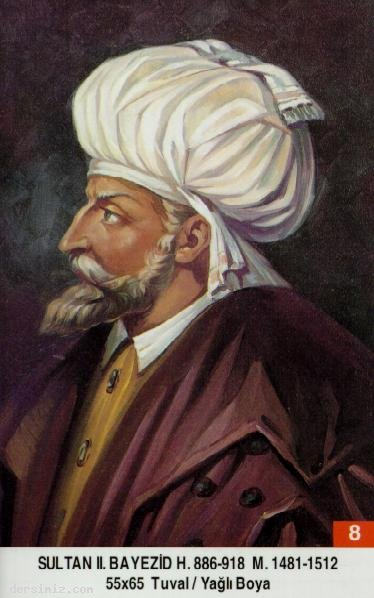 8
SULTAN II. BAYEZİD H. 886-918 M. 1481-1512
55x65 Tuval / Yağlı Boya
dersimiz.com